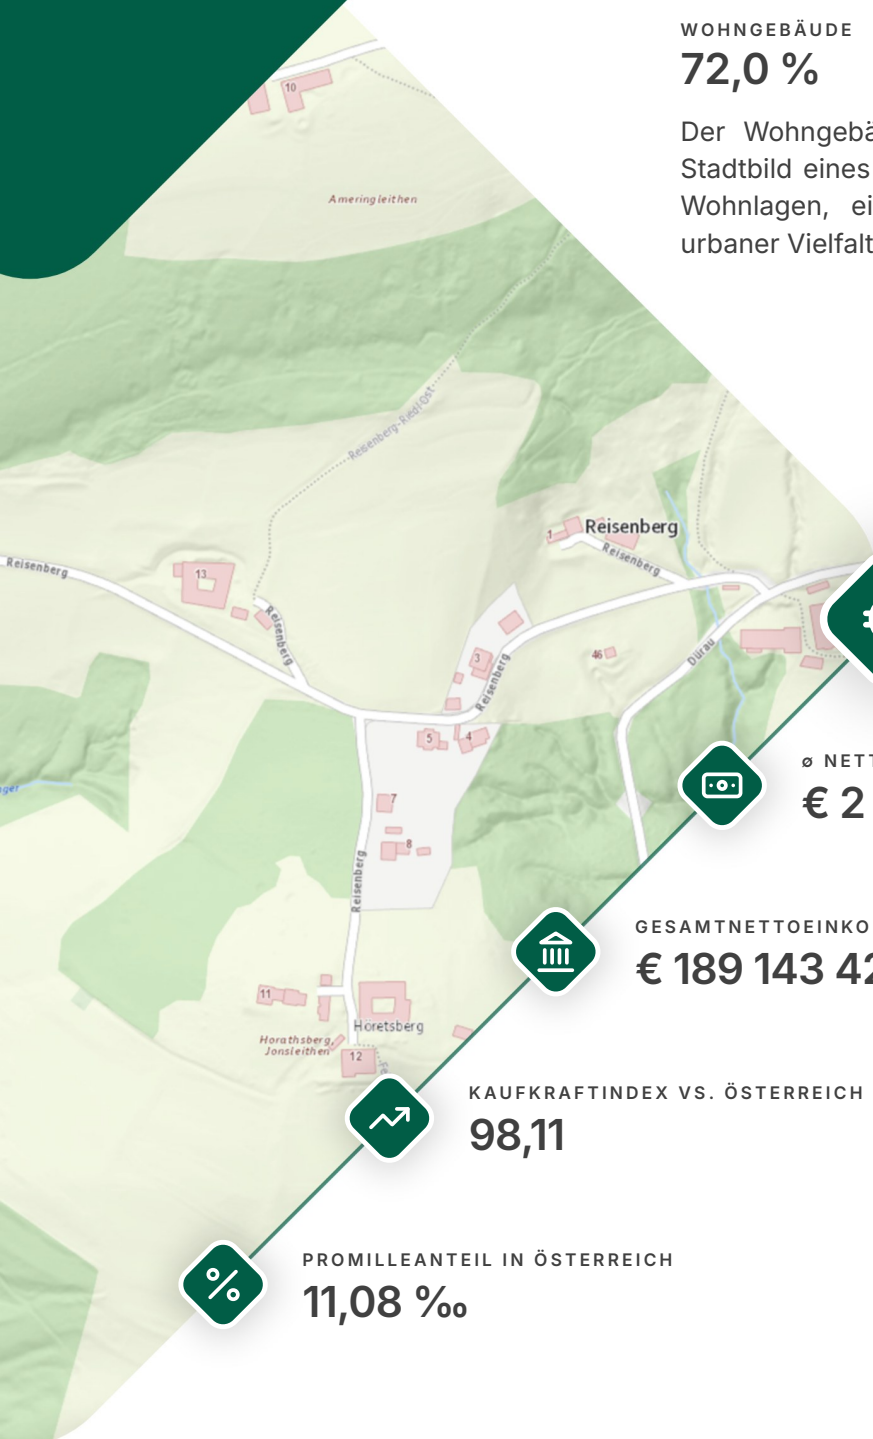 WOHNGEBÄUDE
72,0 %
Der Wohngebä
Stadtbild eines
Wohnlagen, ei
urbaner Vielfalt
10
Ameringleithen
Reisenberg-Riedl-Ost
1
Reisenberg
Reisenberg
Reisenberg
13
Reisenberg
3
Reisenberg
46
Dürau
5
4
7
8
Reisenberg
ø NETT
€ 2
GESAMTNETTOEINKO
€ 189 143 42
11
Höretsberg
Horathsberg,
Jonsleithen
12
KAUFKRAFTINDEX VS. ÖSTERREICH
98,11
%
PROMILLEANTEIL IN ÖSTERREICH
11,08 ‰